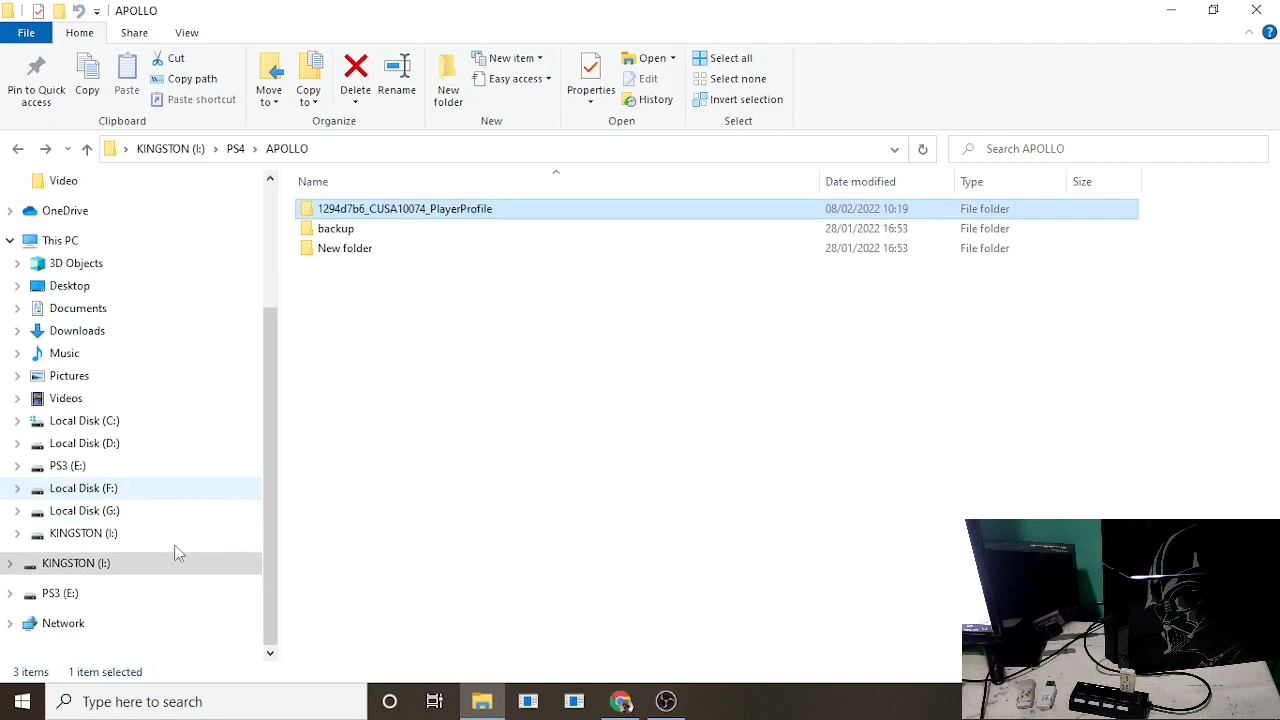 APOLLO
File Home Share View
Pin to Quick access
Copy
Paste
Cut
Copy path
Paste shortcut
Clipboard
Move to
Copy to
Delete
Rename
Organize
New folder
New item
Easy access
New
Properties
Open
Edit
History
Open
Select all
Select none
Invert selection
Select
KINGSTON (I:) > PS4 > APOLLO
Search APOLLO
Name Date modified Type Size
1294d7b6_CUSA10074_PlayerProfile 08/02/2022 10:19 File folder
backup 28/01/2022 16:53 File folder
New folder 28/01/2022 16:53 File folder
Video
OneDrive
This PC
3D Objects
Desktop
Documents
Downloads
Music
Pictures
Videos
Local Disk (C:)
Local Disk (D:)
PS3 (E:)
Local Disk (F:)
Local Disk (G:)
KINGSTON (I:)
KINGSTON (I:)
PS3 (E:)
Network
3 items 1 item selected
Type here to search